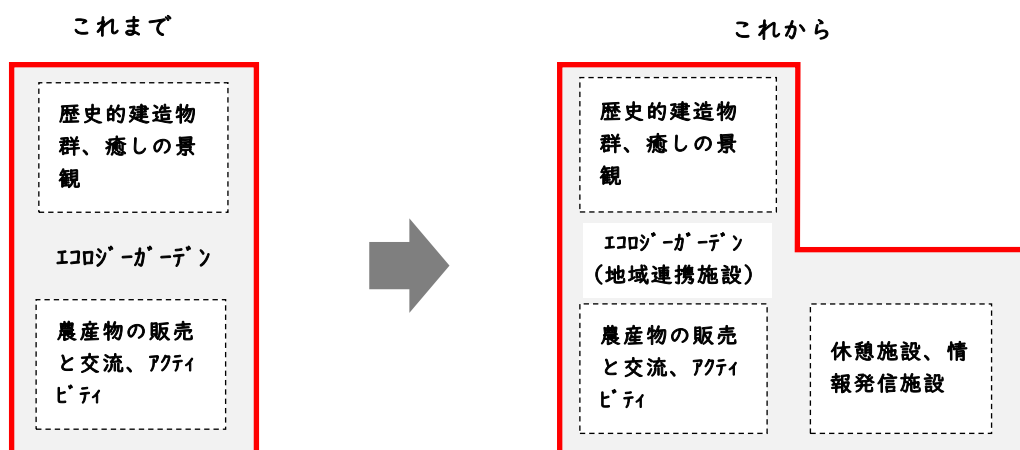 これまで
歴史的建造物
群、癒しの景
観
ｴｺﾛｼﾞｰｶﾞｰﾃﾞﾝ
農産物の販売
と交流、ｱｸﾃｨ
ﾋﾞﾃｨ
これから
歴史的建造物
群、癒しの景
観
ｴｺﾛｼﾞｰｶﾞｰﾃﾞﾝ
（地域連携施設）
農産物の販売
と交流、ｱｸﾃｨ
ﾋﾞﾃｨ
休憩施設、情
報発信施設